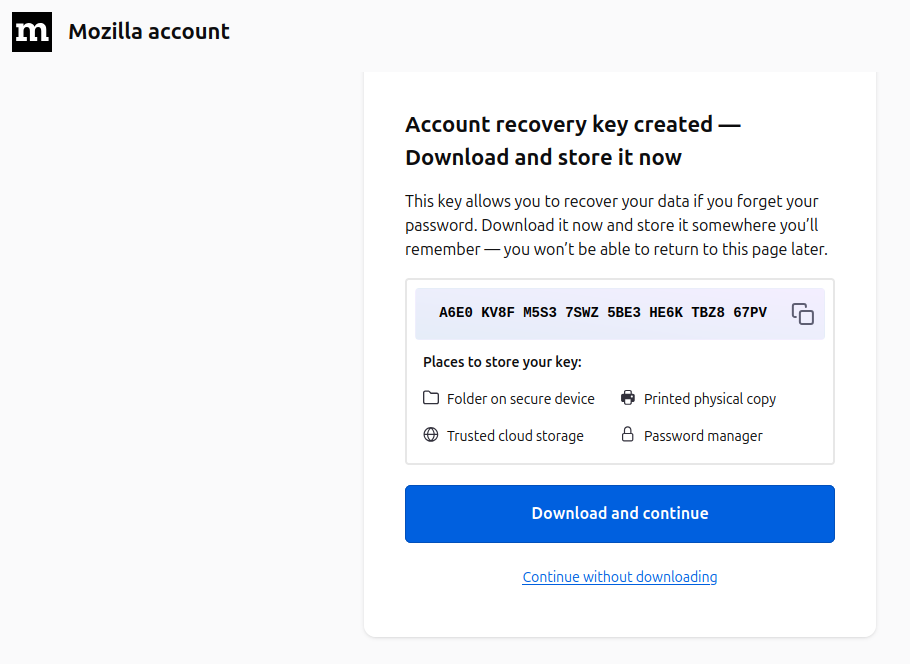 m Mozilla account
Account recovery key created —
Download and store it now
This key allows you to recover your data if you forget your
password. Download it now and store it somewhere you’ll
remember — you won’t be able to return to this page later.
A6E0 KV8F M5S3 7SWZ 5BE3 HE6K TBZ8 67PV
Places to store your key:
Folder on secure device
Printed physical copy
Trusted cloud storage
Password manager
Download and continue
Continue without downloading